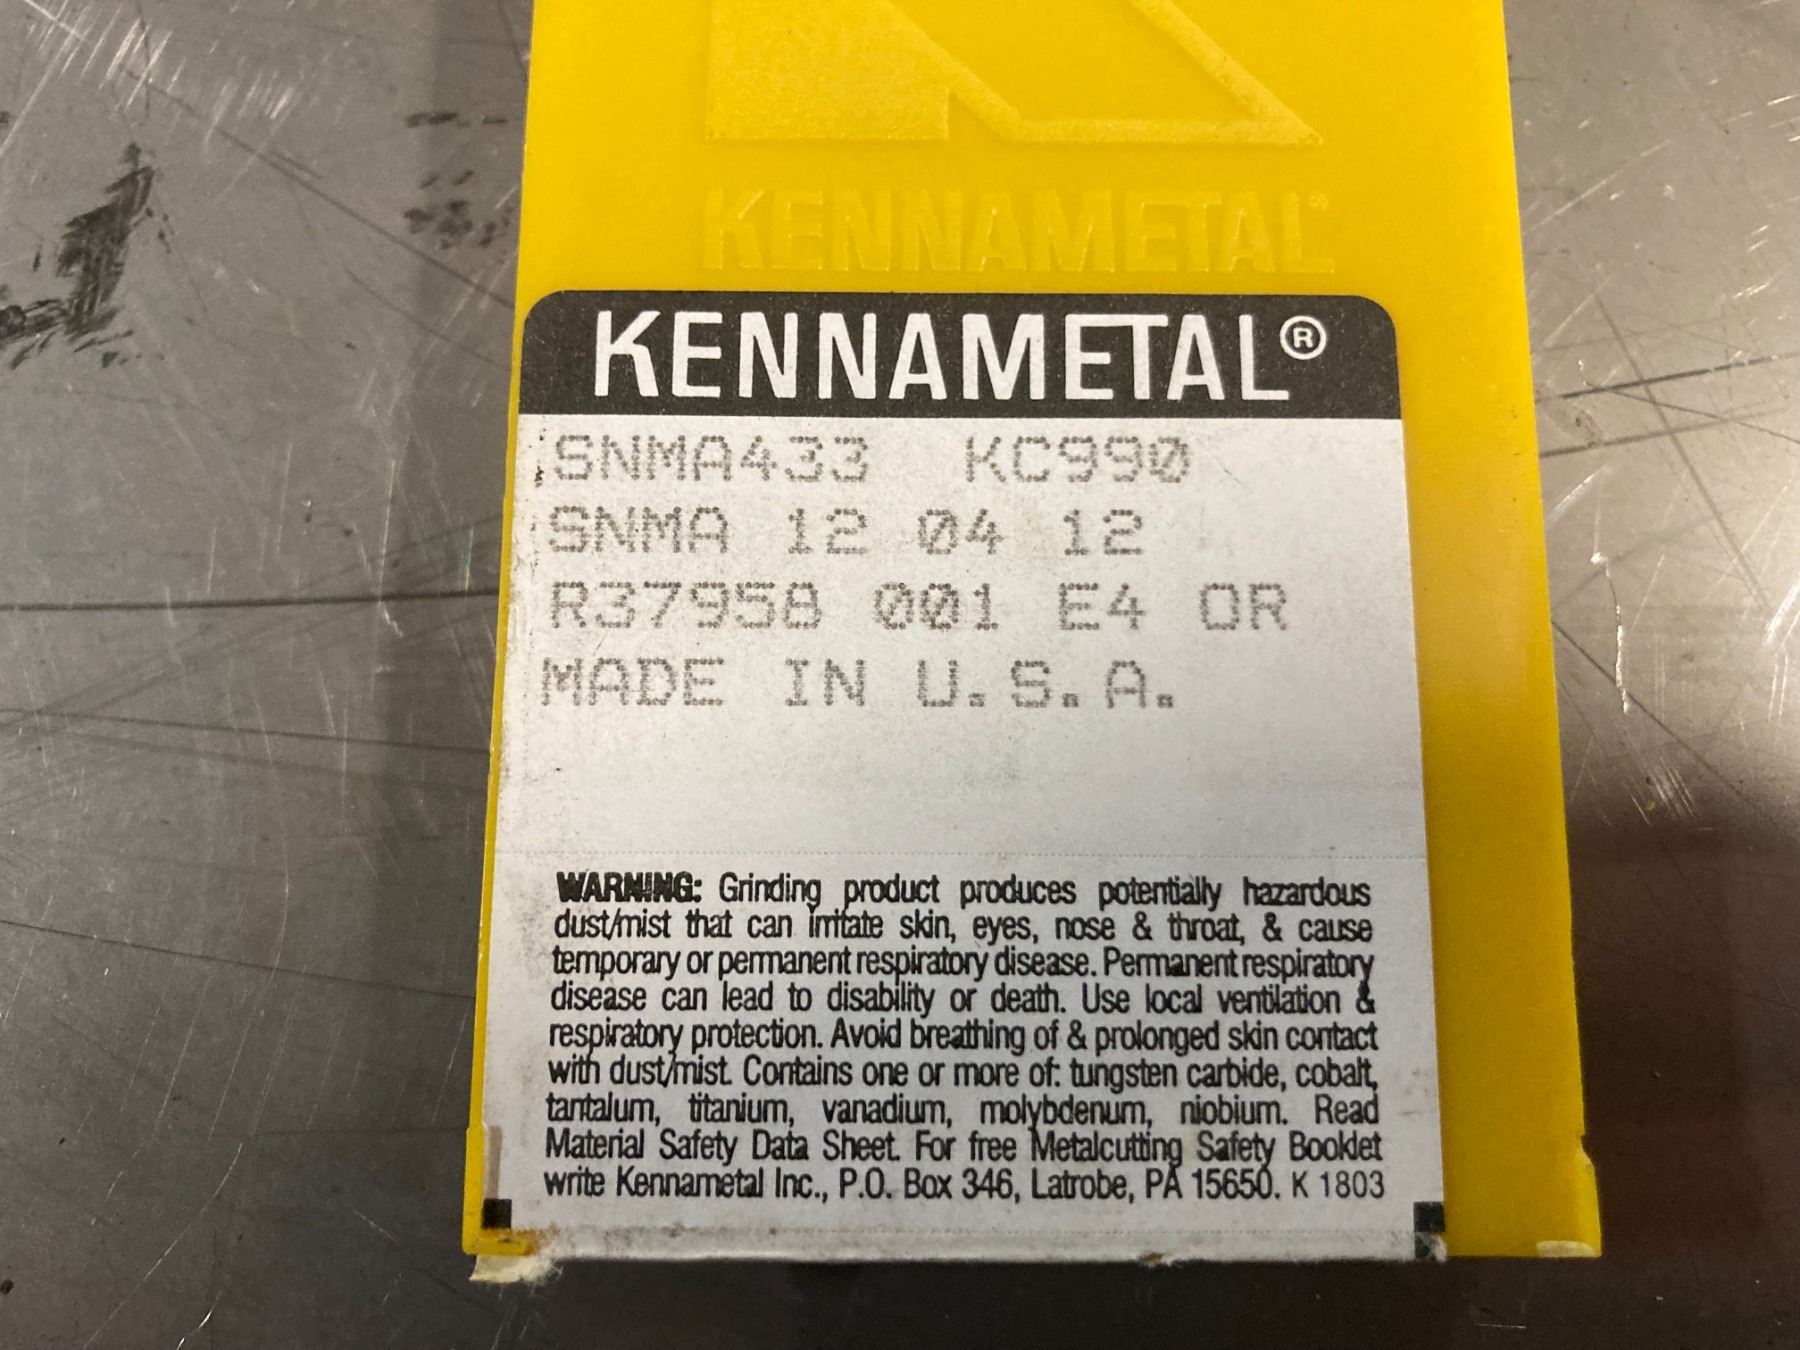 KENNAMETAL®
KENNAMETAL®
SNMA433 KC990
SNMA 12 04 12
R37958 001 E4 OR
MADE IN U.S.A.
WARNING: Grinding product produces potentially hazardous
dust/mist that can irritate skin, eyes, nose & throat, & cause
temporary or permanent respiratory disease. Permanent respiratory
disease can lead to disability or death. Use local ventilation &
respiratory protection. Avoid breathing of & prolonged skin contact
with dust/mist. Contains one or more of: tungsten carbide, cobalt,
tantalum, titanium, vanadium, molybdenum, niobium. Read
Material Safety Data Sheet. For free Metalcutting Safety Booklet
write Kennametal Inc., P.O. Box 346, Latrobe, PA 15650. K 1803